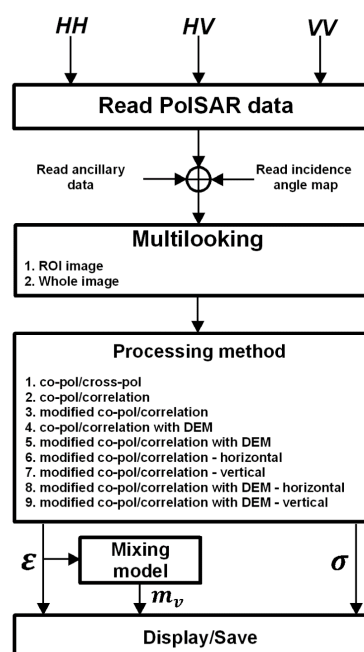 HH HV VV
Read PolSAR data
Read ancillary data
Read incidence angle map
Multilooking
1. ROI image
2. Whole image
Processing method
1. co-pol/cross-pol
2. co-pol/correlation
3. modified co-pol/correlation
4. co-pol/correlation with DEM
5. modified co-pol/correlation with DEM
6. modified co-pol/correlation - horizontal
7. modified co-pol/correlation - vertical
8. modified co-pol/correlation with DEM - horizontal
9. modified co-pol/correlation with DEM - vertical
ε
Mixing
model
σ
m_v
Display/Save